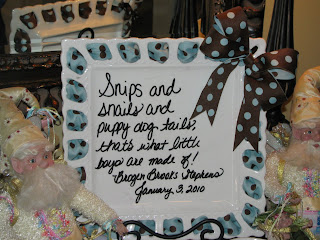 Snips and
snails and
puppy dog tails,
that's what little
boys are made of!
-Brogen Brooks Stephens
January 3, 2010